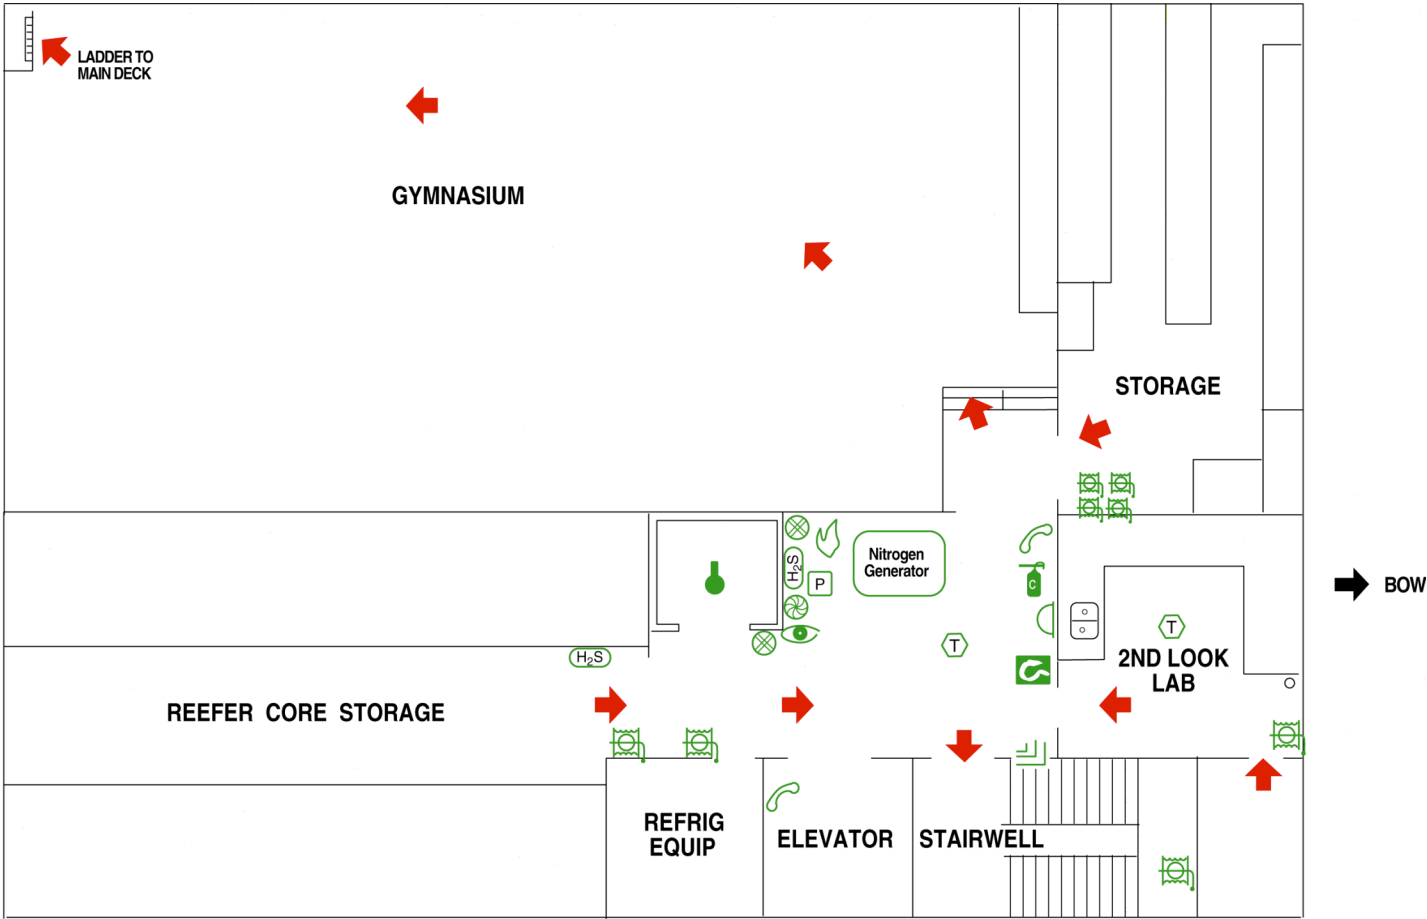 LADDER TO
MAIN DECK
GYMNASIUM
STORAGE
Nitrogen
Generator
H2S
P
C
T
BOW
T
2ND LOOK
LAB
H2S
REEFER CORE STORAGE
REFRIG
EQUIP
ELEVATOR
STAIRWELL